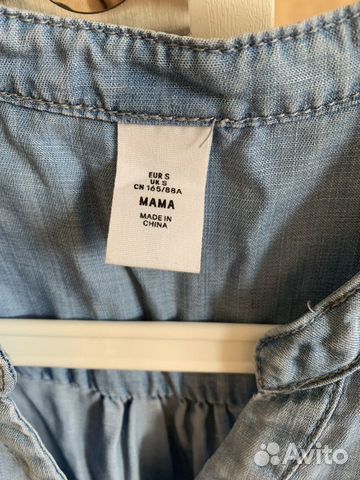 EUR S
UK S
CN 165/88A
MAMA
MADE IN
CHINA
Avito